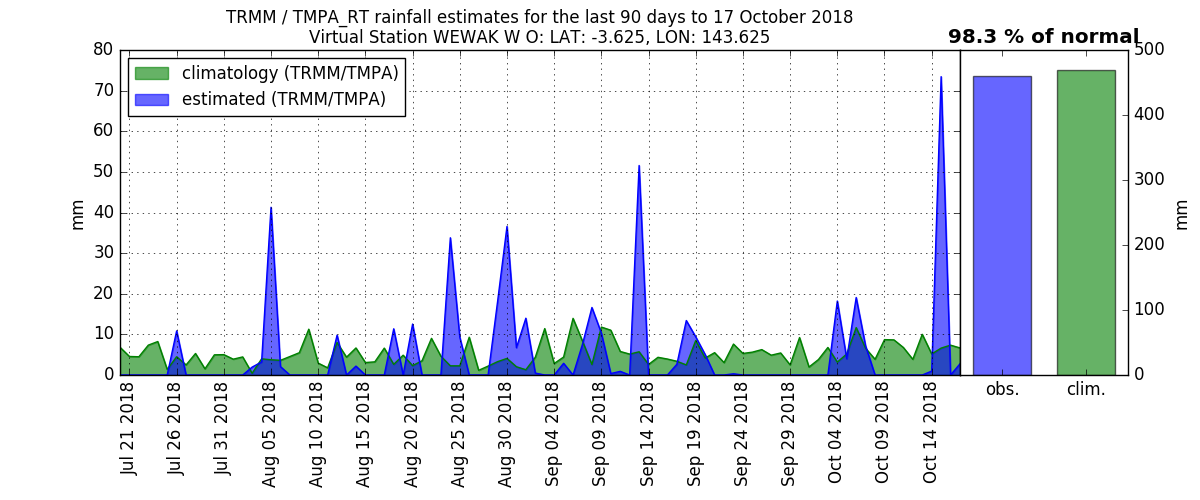 TRMM / TMPA_RT rainfall estimates for the last 90 days to 17 October 2018
Virtual Station WEWAK W O: LAT: -3.625, LON: 143.625
98.3 % of normal
climatology (TRMM/TMPA)
estimated (TRMM/TMPA)
mm
80
70
60
50
40
30
20
10
0
Jul 21 2018
Jul 26 2018
Jul 31 2018
Aug 05 2018
Aug 10 2018
Aug 15 2018
Aug 20 2018
Aug 25 2018
Aug 30 2018
Sep 04 2018
Sep 09 2018
Sep 14 2018
Sep 19 2018
Sep 24 2018
Sep 29 2018
Oct 04 2018
Oct 09 2018
Oct 14 2018
obs.
clim.
500
400
300
200
100
0
mm